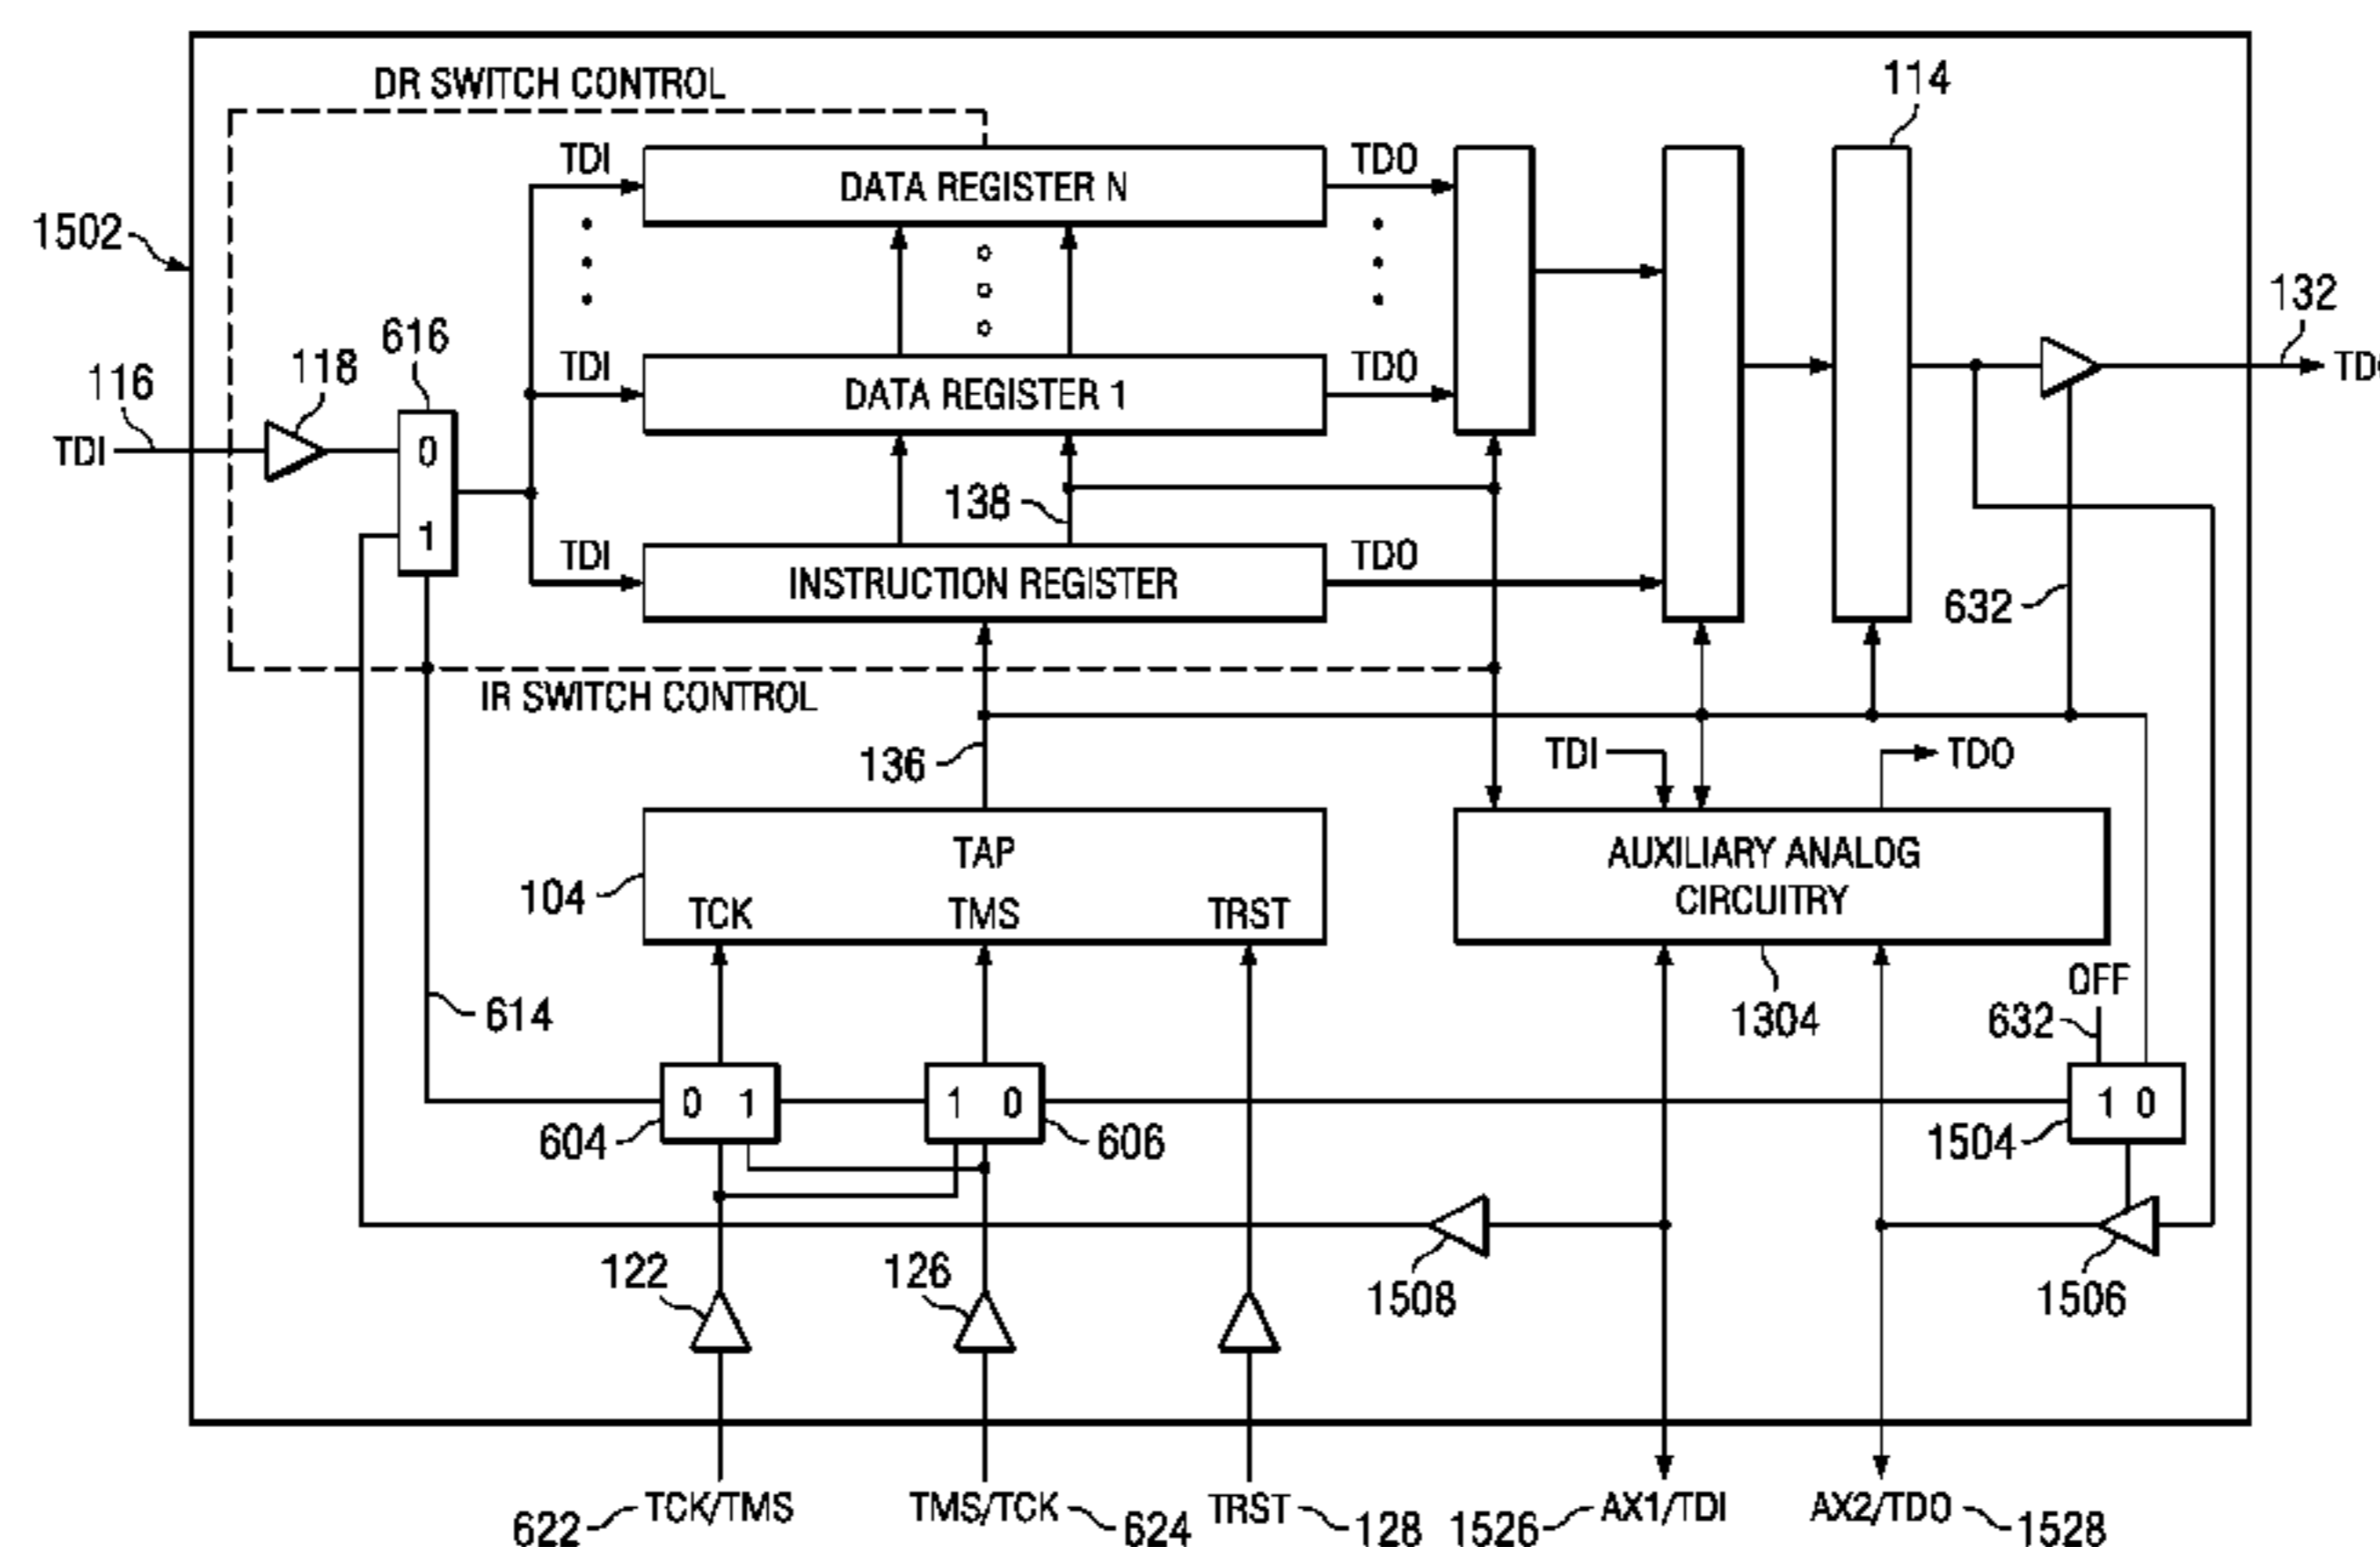 DR SWITCH CONTROL
114
TDI
DATA REGISTER N
TDO
1502
132
616
118
TDI
DATA REGISTER 1
TDO
116
TDI
0
1
138
TDI
INSTRUCTION REGISTER
TDO
632
IR SWITCH CONTROL
136
TDI
TDO
104
TAP
TCK
TMS
TRST
AUXILIARY ANALOG
CIRCUITRY
OFF
614
1304
632
0 1
1 0
1 0
604
606
1504
122
126
1508
1506
622
TCK/TMS
TMS/TCK
624
TRST
128
1526
AX1/TDI
AX2/TDO
1528